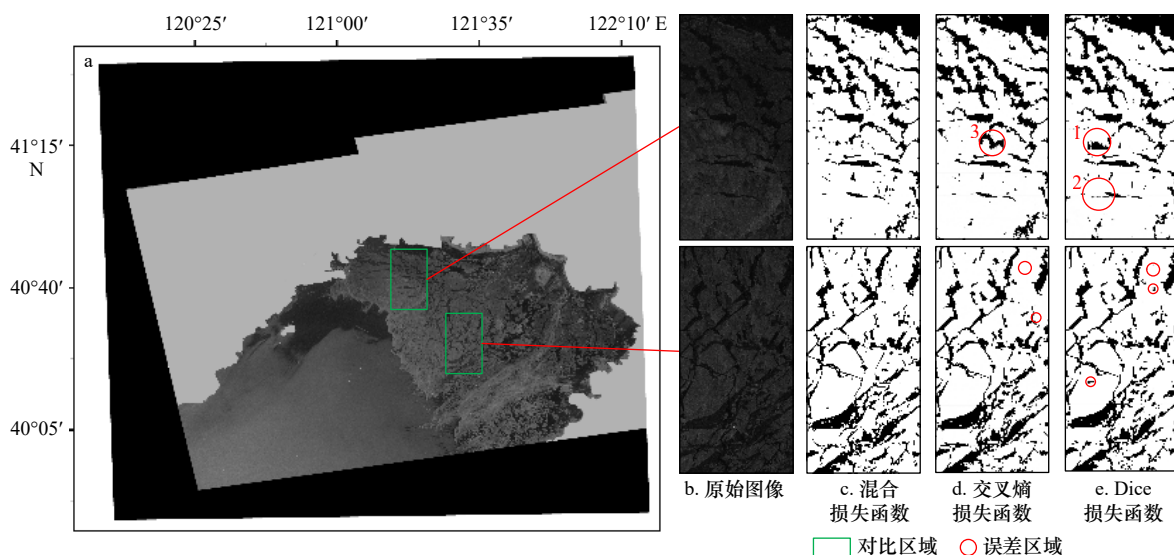 120°25′ 121°00′ 121°35′ 122°10′ E
a
41°15′
N
40°40′
40°05′
3
1
2
b. 原始图像
c. 混合
损失函数
d. 交叉熵
损失函数
e. Dice
损失函数
对比区域
误差区域